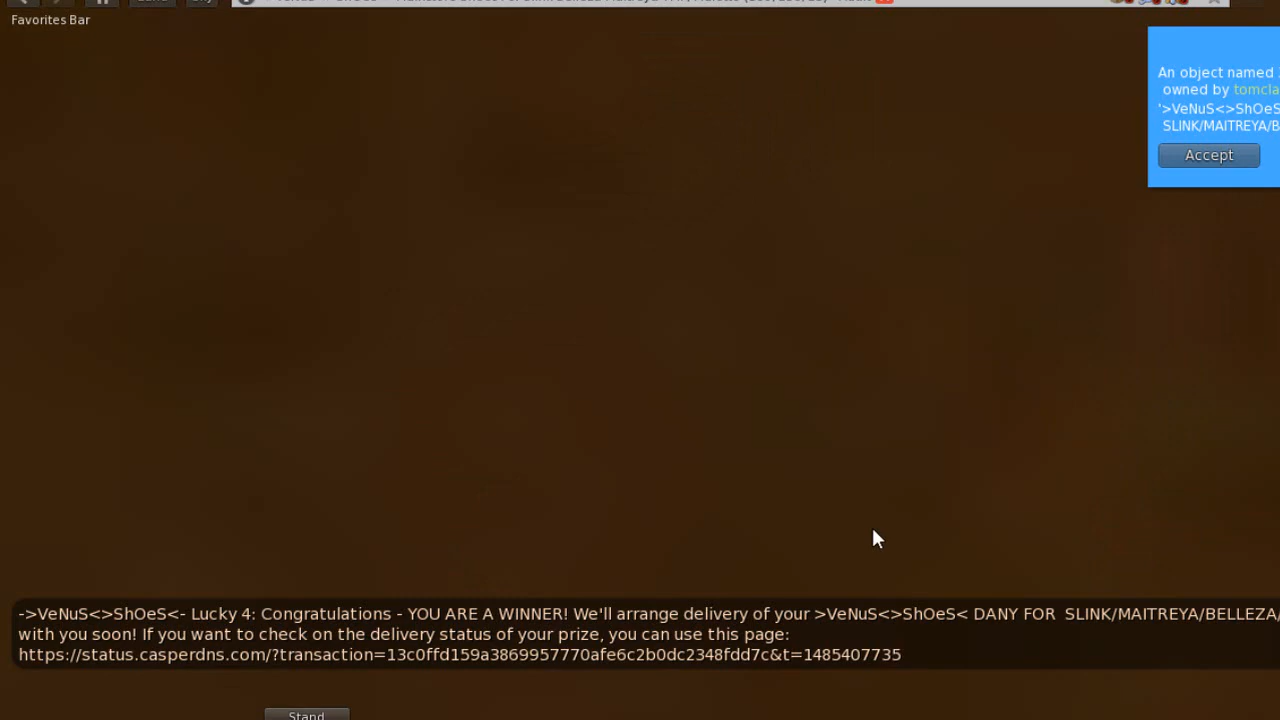 Favorites Bar
An object named
owned by tomcla
'>VeNuS<>ShOeS
SLINK/MAITREYA/B
Accept
->VeNuS<>ShOeS<- Lucky 4: Congratulations - YOU ARE A WINNER! We'll arrange delivery of your >VeNuS<>ShOeS< DANY FOR  SLINK/MAITREYA/BELLEZA/
with you soon! If you want to check on the delivery status of your prize, you can use this page:
https://status.casperdns.com/?transaction=13c0ffd159a3869957770afe6c2b0dc2348fdd7c&t=1485407735
Stand